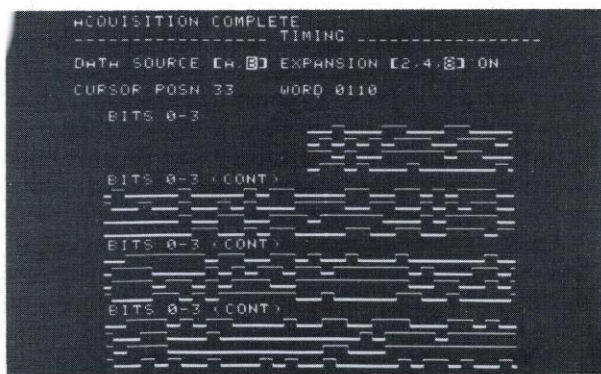 ACQUISITION COMPLETE
TIMING
DATA SOURCE [A,B] EXPANSION [2,4,8] ON
CURSOR POSN 33 WORD 0110
BITS 0-3
BITS 0-3 (CONT)
BITS 0-3 (CONT)
BITS 0-3 (CONT)